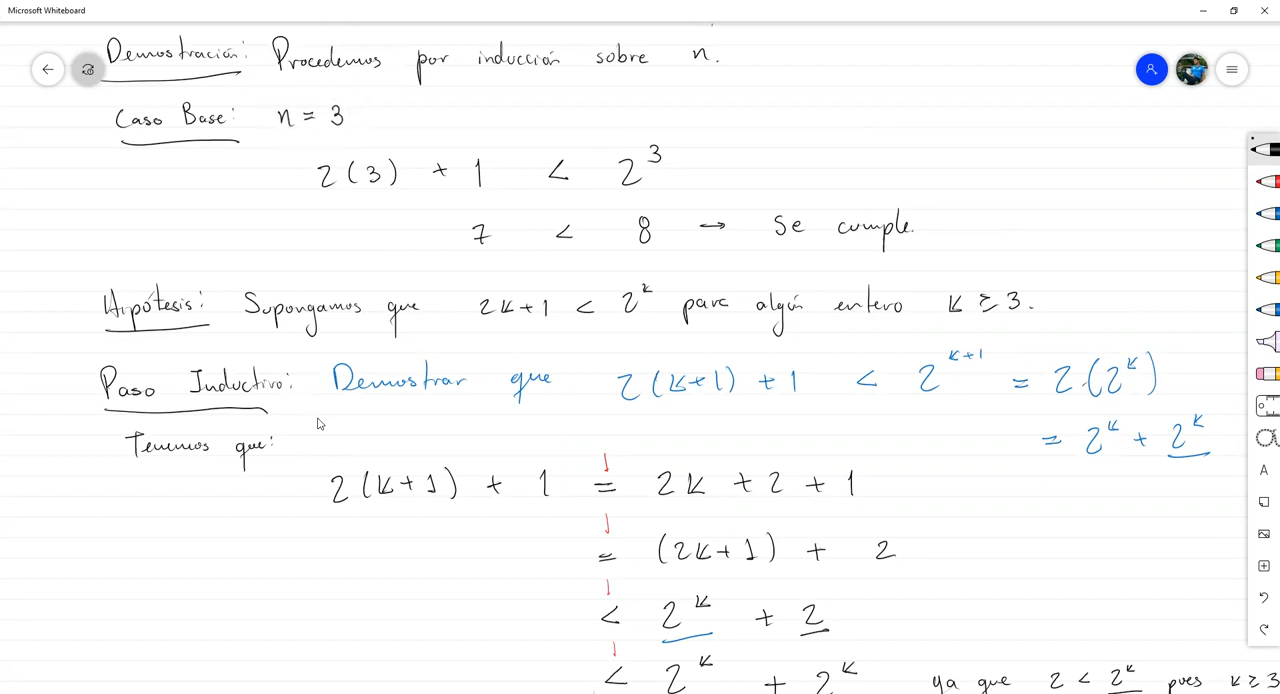 Microsoft Whiteboard
Demostración: Procedemos por inducción sobre n.
Caso Base: n = 3
2(3) + 1 < 2^3
7 < 8 → Se cumple.
Hipótesis: Supongamos que 2k+1 < 2^k para algún entero k ≥ 3.
Paso Inductivo: Demostrar que 2(k+1) + 1 < 2^{k+1} = 2·(2^k)
= 2^k + 2^k
Tenemos que:
2(k+1) + 1 = 2k + 2 + 1
= (2k+1) + 2
< 2^k + 2
< 2^k + 2^k ya que 2 < 2^k pues k ≥ 3